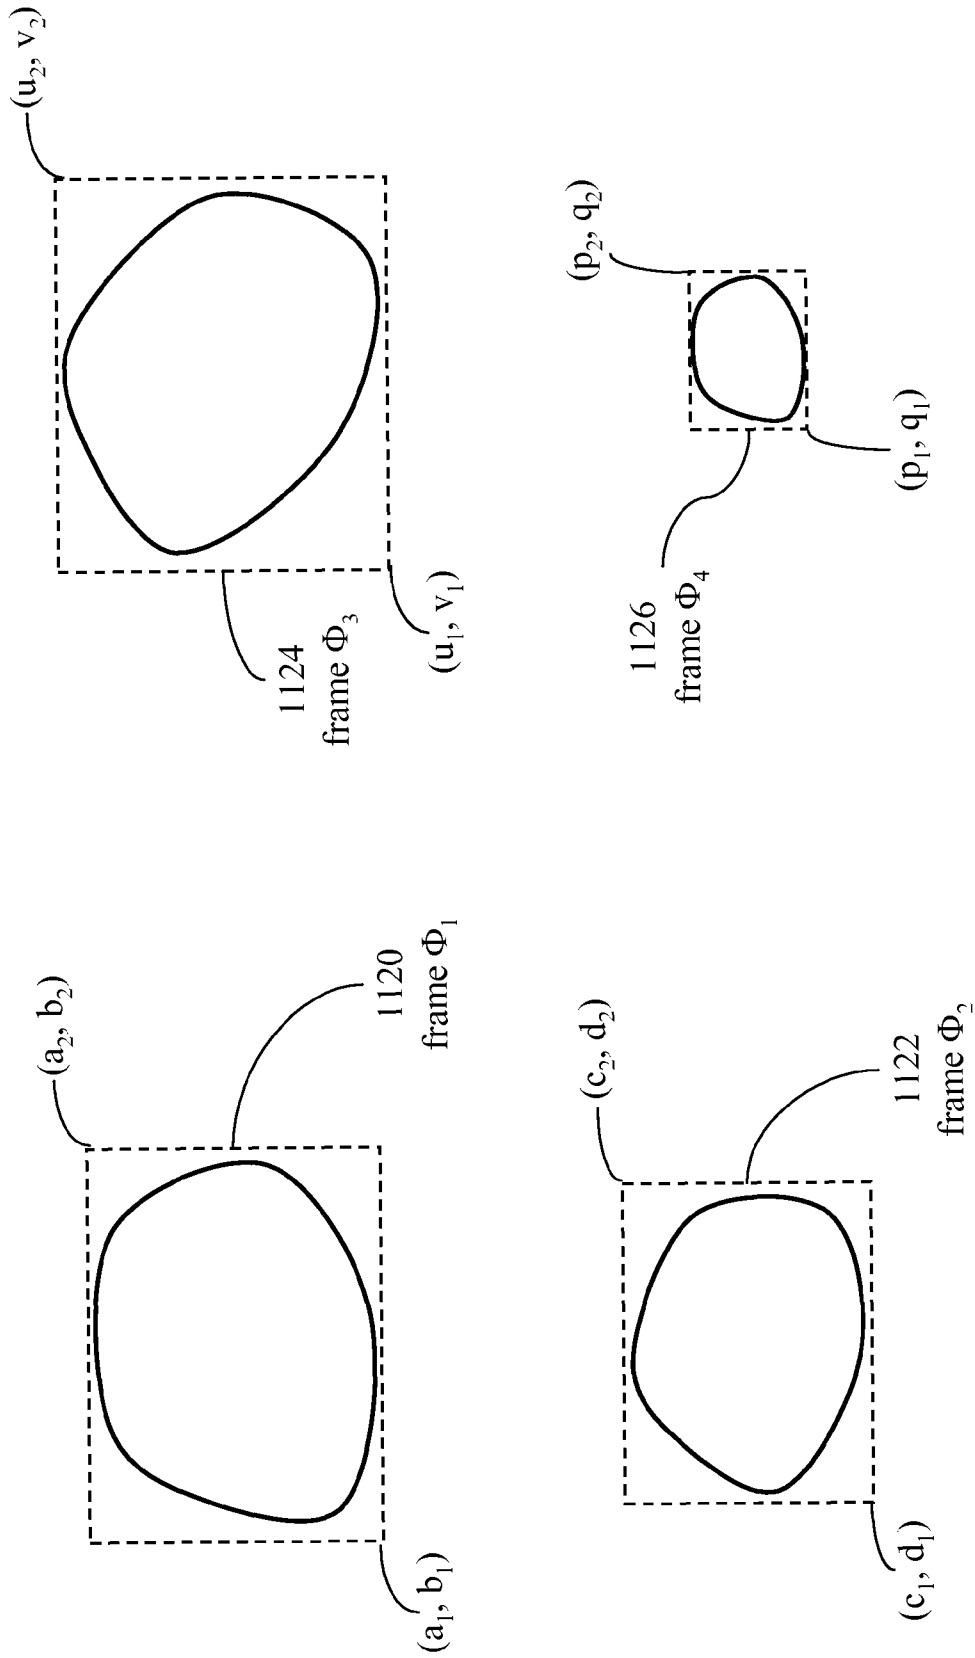 (a₂, b₂)
1120
frame Φ₁
(a₁, b₁)
(u₂, v₂)
1124
frame Φ₃
(u₁, v₁)
(c₂, d₂)
1122
frame Φ₂
(c₁, d₁)
(p₂, q₂)
1126
frame Φ₄
(p₁, q₁)